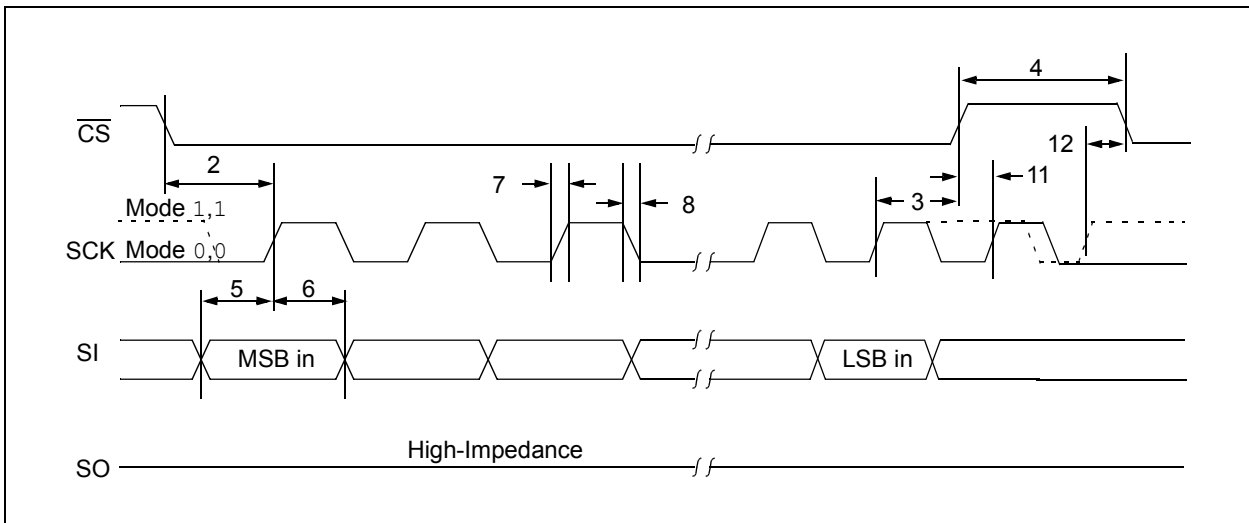 4
CS
12
2
7
8
3
11
Mode 1,1
SCK Mode 0,0
5
6
SI
MSB in
LSB in
High-Impedance
SO